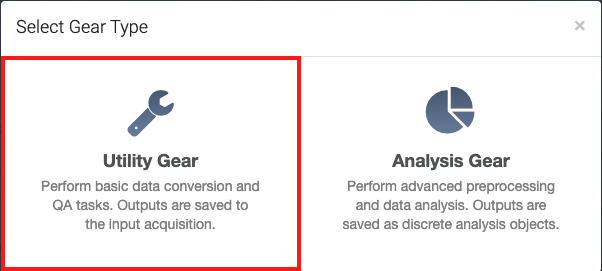 Select Gear Type
×
Utility Gear
Perform basic data conversion and
QA tasks. Outputs are saved to
the input acquisition.
Analysis Gear
Perform advanced preprocessing
and data analysis. Outputs are
saved as discrete analysis objects.